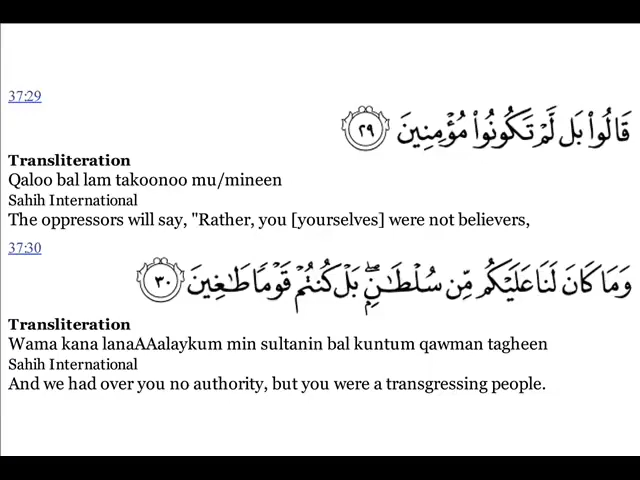 37:29
قَالُوا۟ بَل لَّمْ تَكُونُوا۟ مُؤْمِنِينَ ٢٩
Transliteration
Qaloo bal lam takoonoo mu/mineen
Sahih International
The oppressors will say, "Rather, you [yourselves] were not believers,
37:30
وَمَا كَانَ لَنَا عَلَيْكُم مِّن سُلْطَـٰنٍۭ ۖ بَلْ كُنتُمْ قَوْمًا طَـٰغِينَ ٣٠
Transliteration
Wama kana lanaAAalaykum min sultanin bal kuntum qawman tagheen
Sahih International
And we had over you no authority, but you were a transgressing people.